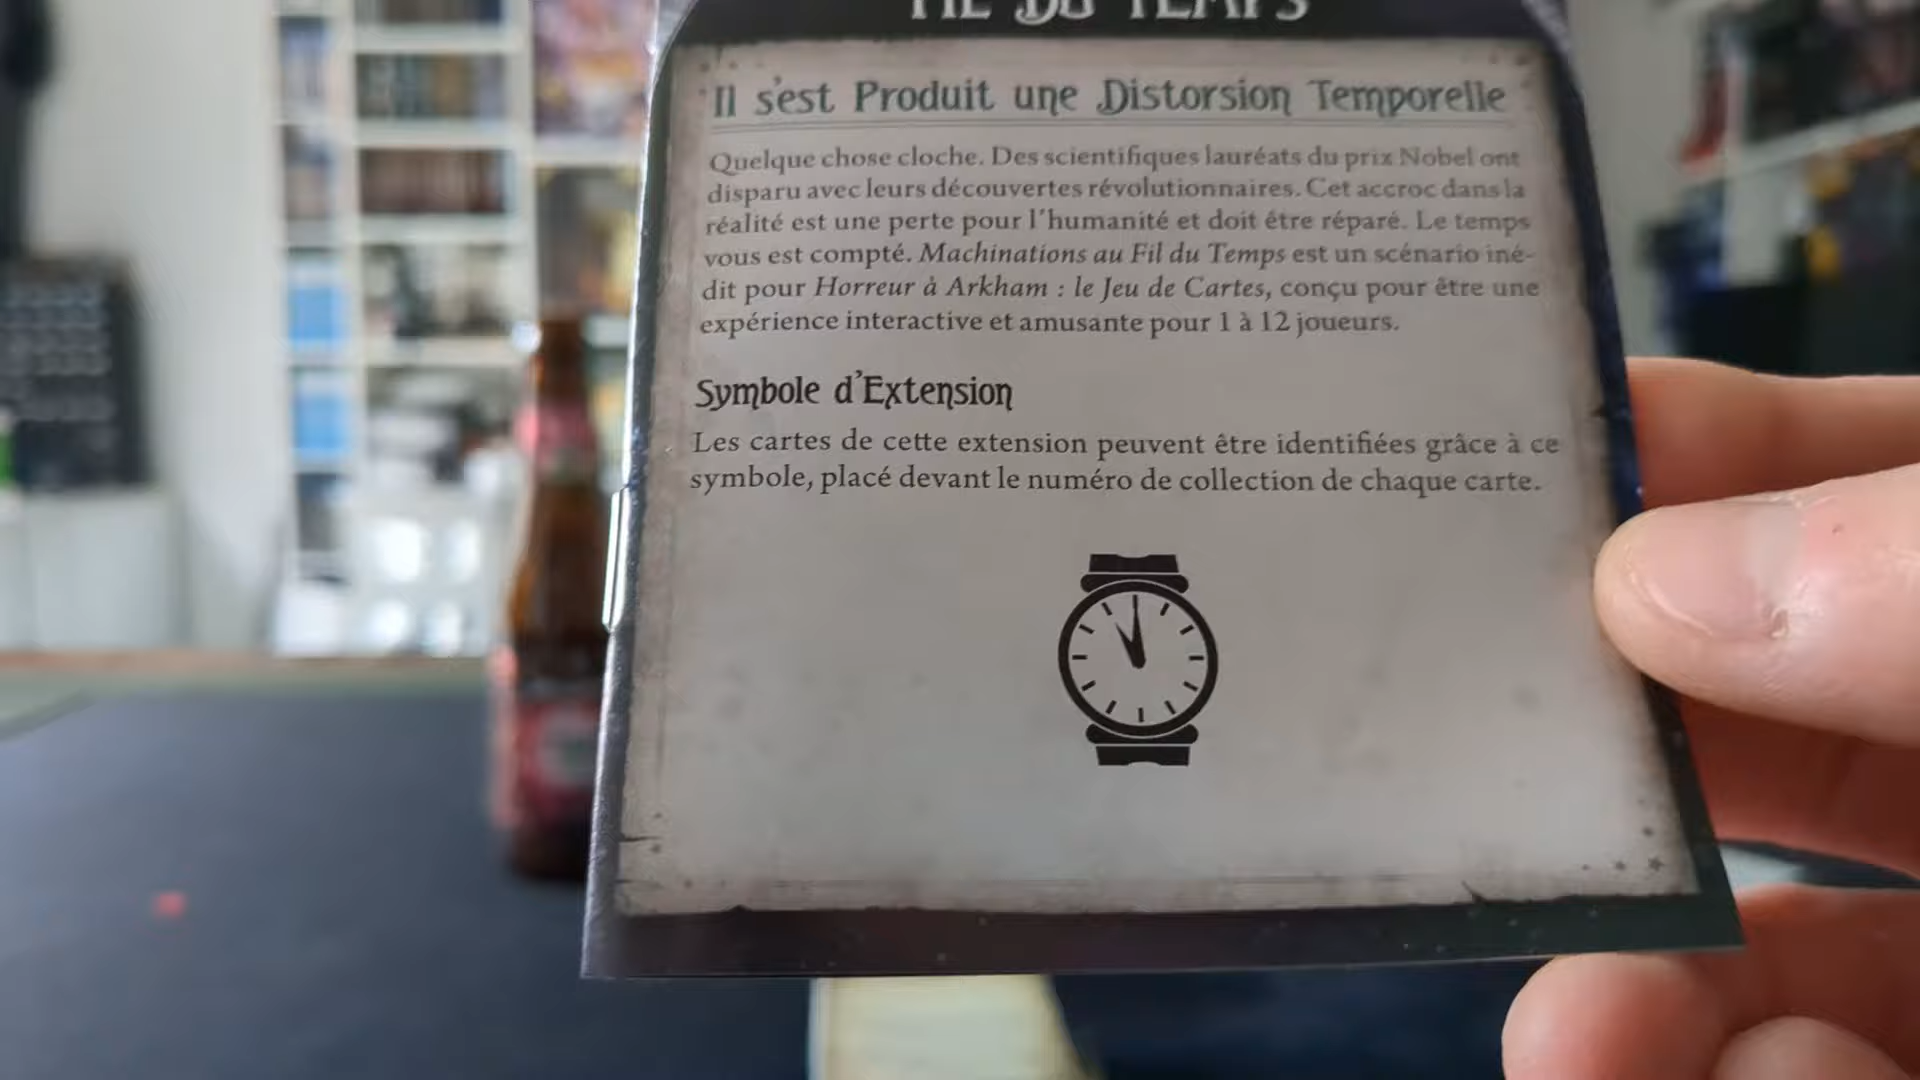 FIL DU TEMPS
Il s'est Produit une Distorsion Temporelle
Quelque chose cloche. Des scientifiques lauréats du prix Nobel ont
disparu avec leurs découvertes révolutionnaires. Cet accroc dans la
réalité est une perte pour l'humanité et doit être réparé. Le temps
vous est compté. Machinations au Fil du Temps est un scénario iné-
dit pour Horreur à Arkham : le Jeu de Cartes, conçu pour être une
expérience interactive et amusante pour 1 à 12 joueurs.
Symbole d'Extension
Les cartes de cette extension peuvent être identifiées grâce à ce
symbole, placé devant le numéro de collection de chaque carte.